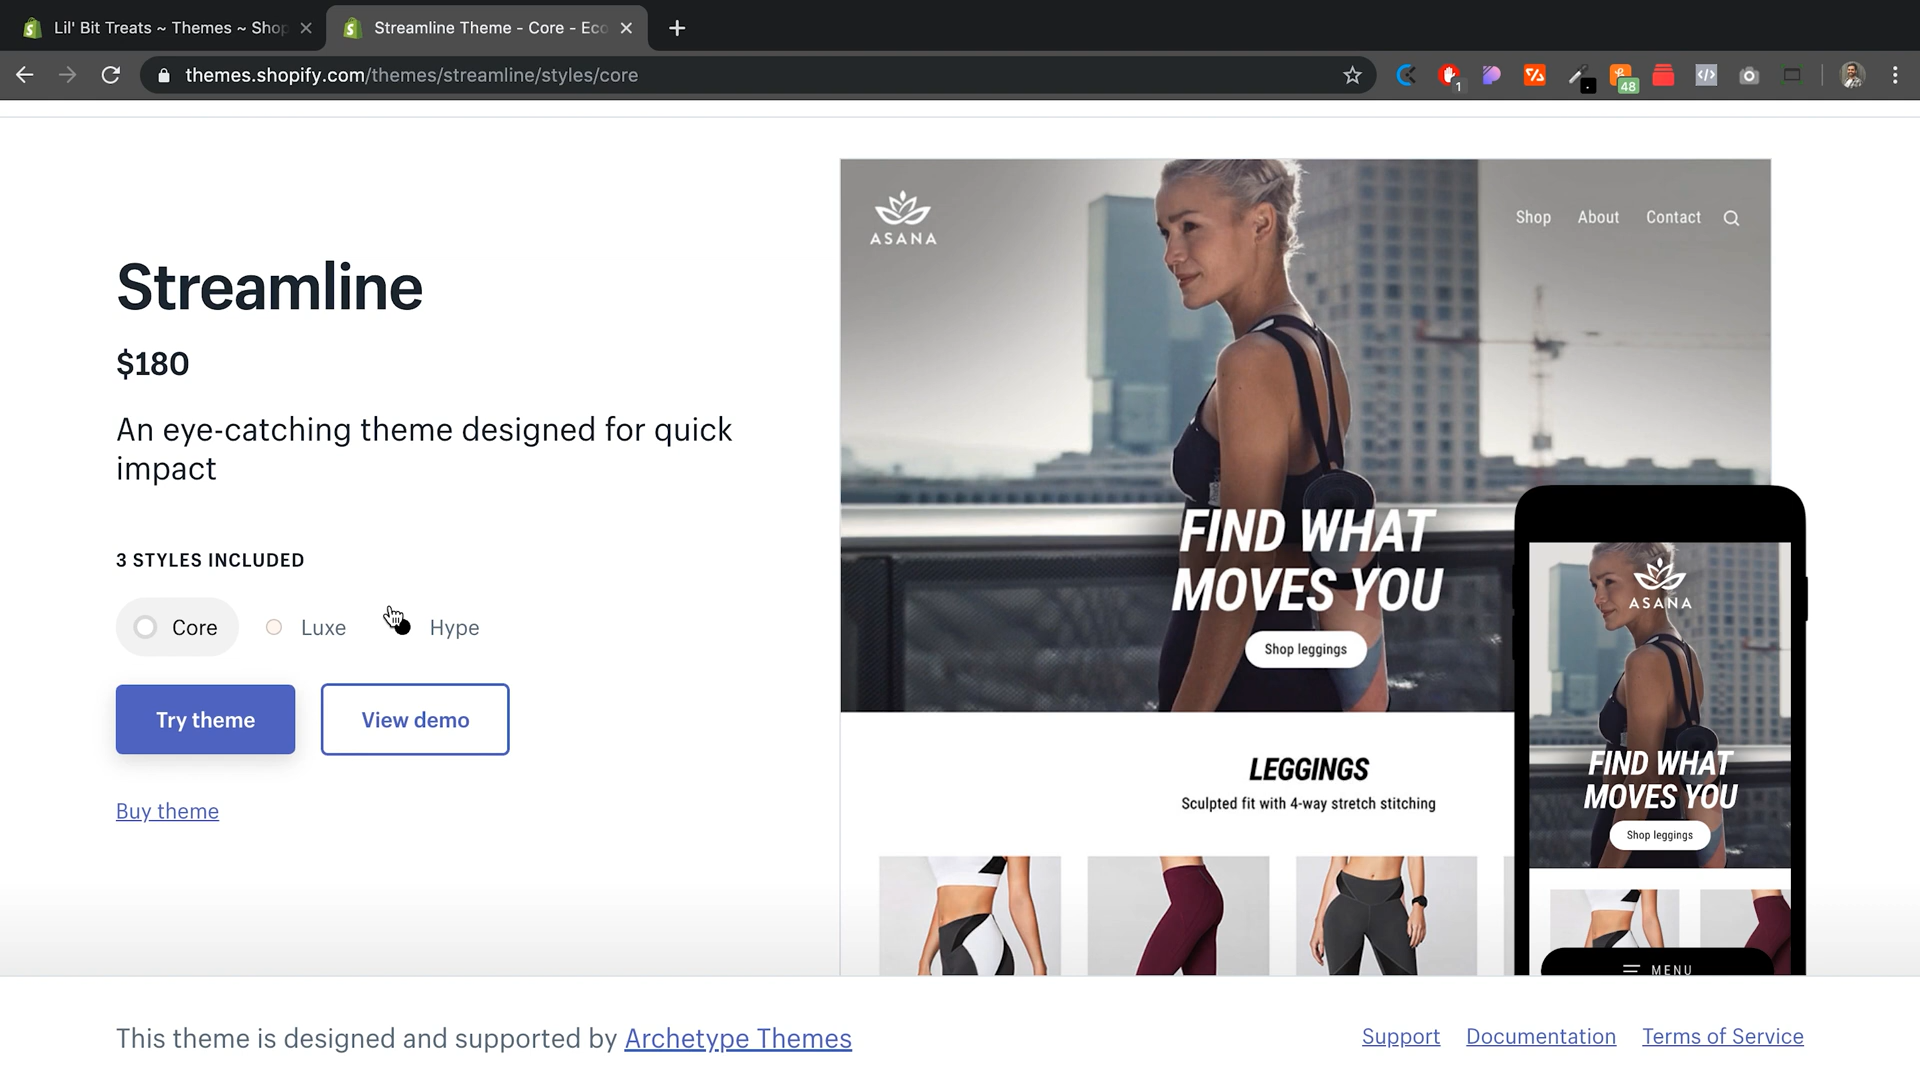 Lil' Bit Treats ~ Themes ~ Shop
Streamline Theme - Core - Eco
themes.shopify.com/themes/streamline/styles/core
1
48
Streamline
$180
An eye-catching theme designed for quick
impact
3 STYLES INCLUDED
Core
Luxe
Hype
Try theme
View demo
Buy theme
ASANA
Shop
About
Contact
FIND WHAT
MOVES YOU
Shop leggings
LEGGINGS
Sculpted fit with 4-way stretch stitching
ASANA
FIND WHAT
MOVES YOU
Shop leggings
MENU
This theme is designed and supported by Archetype Themes
Support
Documentation
Terms of Service